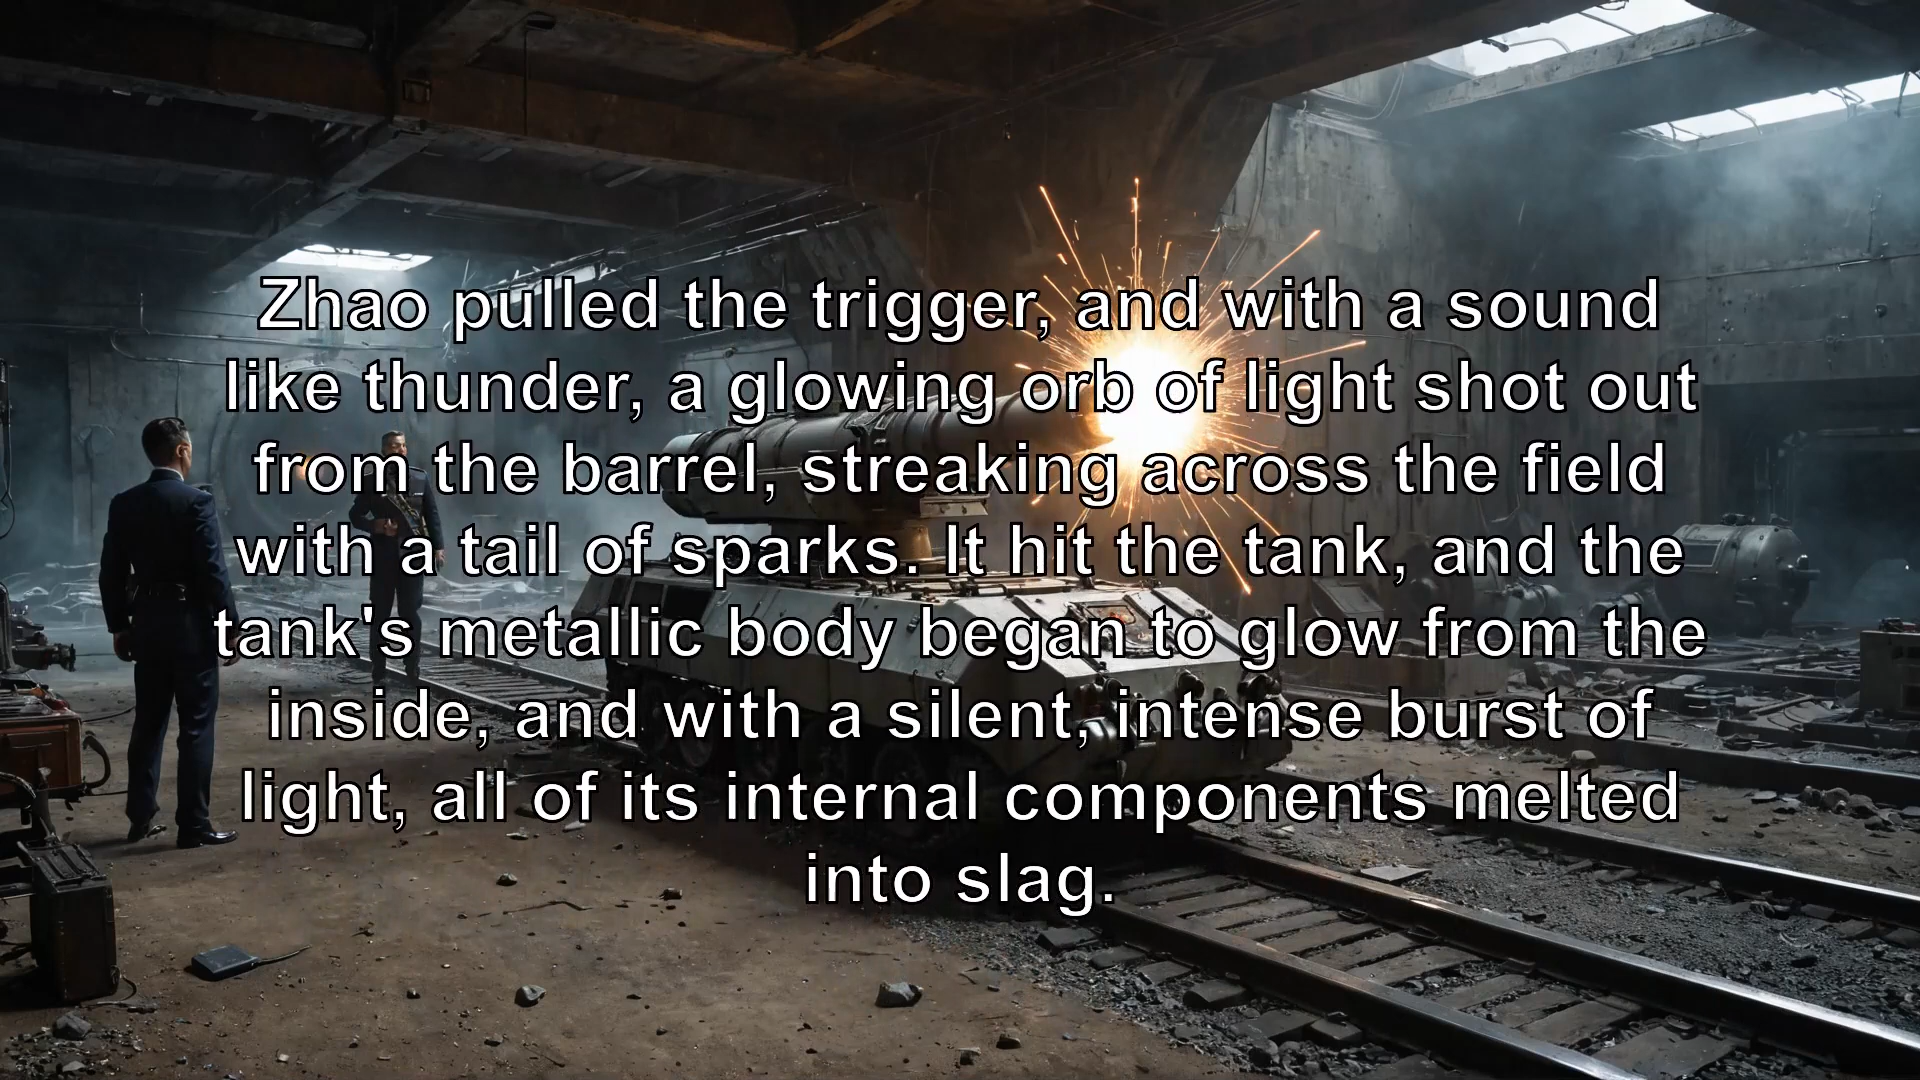 Zhao pulled the trigger, and with a sound
like thunder, a glowing orb of light shot out
from the barrel, streaking across the field
with a tail of sparks. It hit the tank, and the
tank's metallic body began to glow from the
inside, and with a silent, intense burst of
light, all of its internal components melted
into slag.